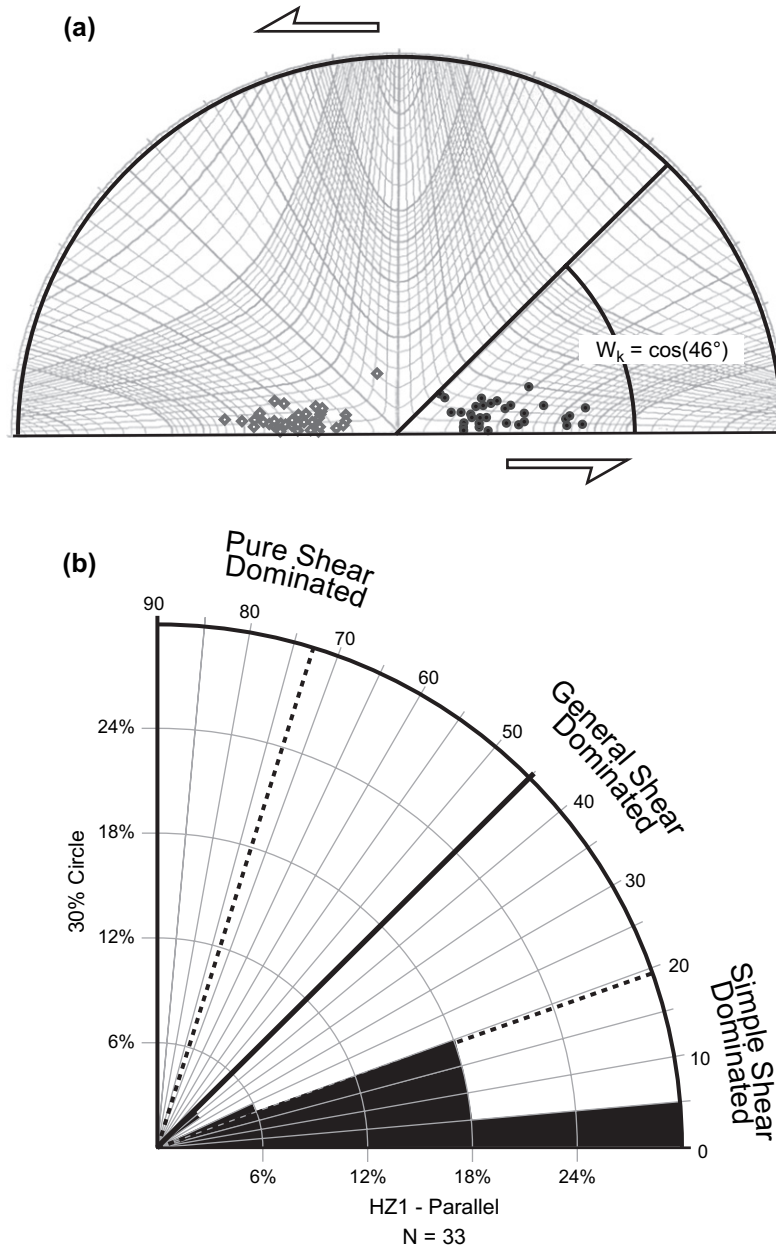 (a)
Wk = cos(46°)
(b)
Pure Shear
Dominated
90
80
70
60
50
General Shear
Dominated
40
30
20
Simple Shear
Dominated
10
0
24%
18%
12%
6%
30% Circle
6%
12%
18%
24%
HZ1 - Parallel
N = 33